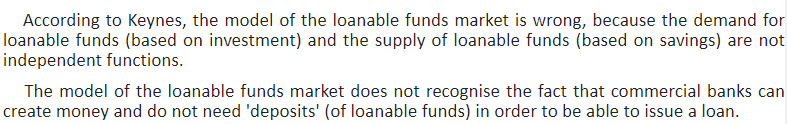 According to Keynes, the model of the loanable funds market is wrong, because the demand for
loanable funds (based on investment) and the supply of loanable funds (based on savings) are not
independent functions.
The model of the loanable funds market does not recognise the fact that commercial banks can
create money and do not need 'deposits' (of loanable funds) in order to be able to issue a loan.